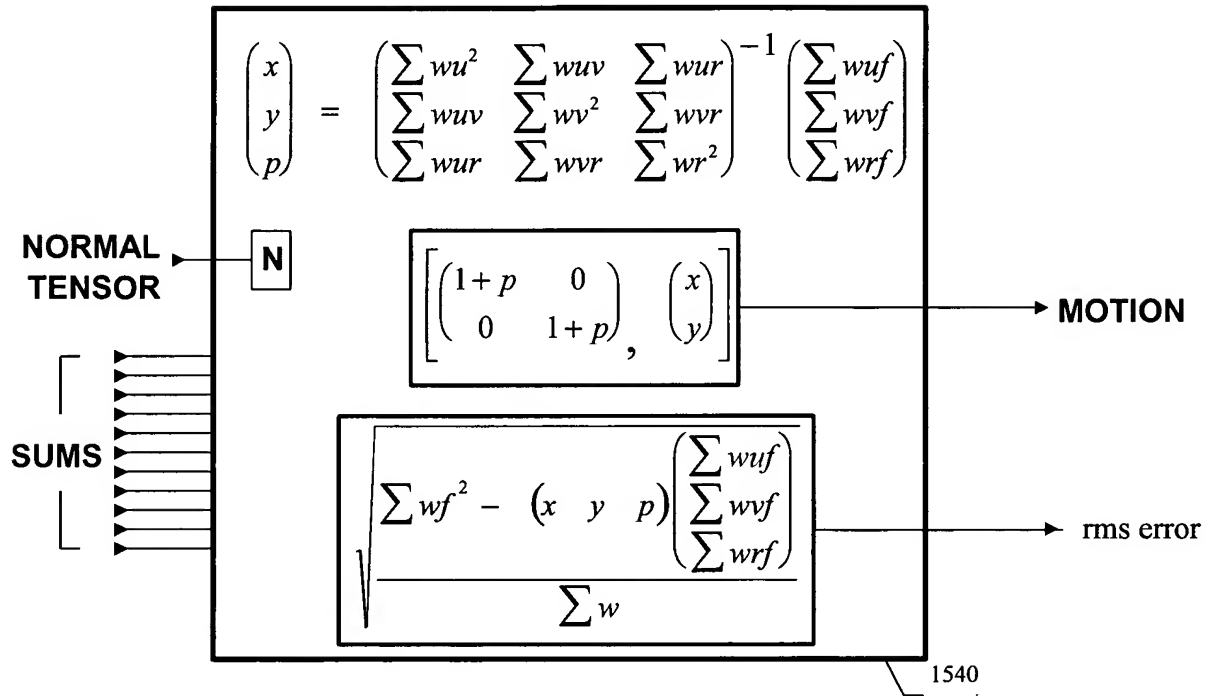 (x y p) = (∑wu² ∑wuv ∑wur
∑wuv ∑wv² ∑wvr
∑wur ∑wvr ∑wr²)⁻¹ (∑wuf
∑wvf
∑wrf)
NORMAL
TENSOR
N
[(1 + p 0
0 1 + p), (x
y)]
MOTION
SUMS
√ ∑wf² − (x y p) (∑wuf
∑wvf
∑wrf)
∑w
rms error
1540